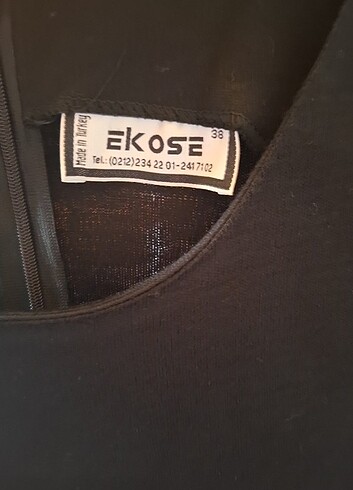 Made in Turkey
38
EKOSE
Tel.: (0212) 234 22 01-241 71 02